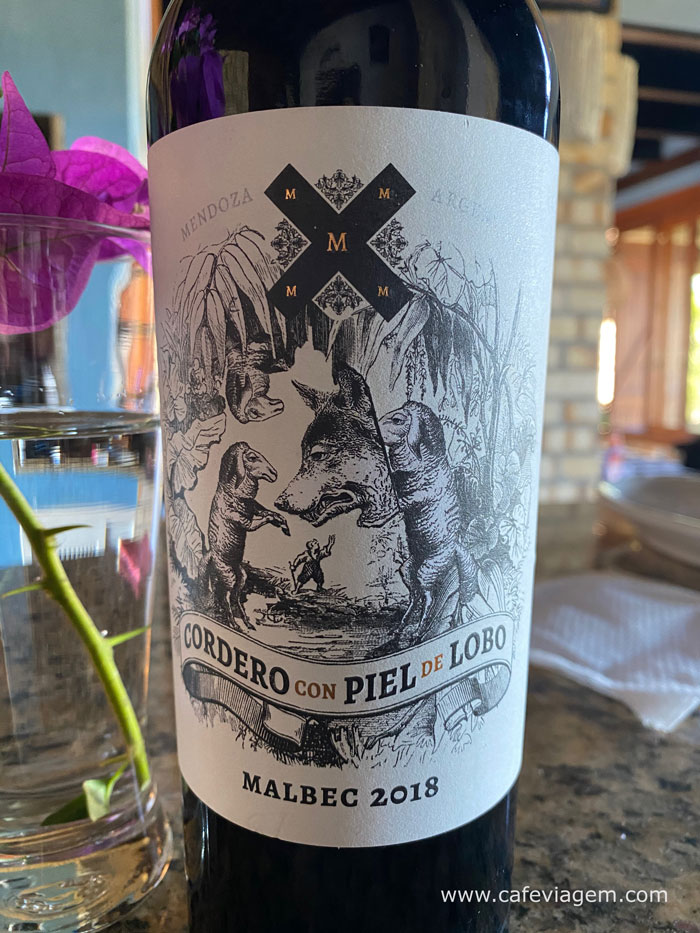 MENDOZA
M M
M
M M
CORDERO CON PIEL DE LOBO
MALBEC 2018
www.cafeviagem.com